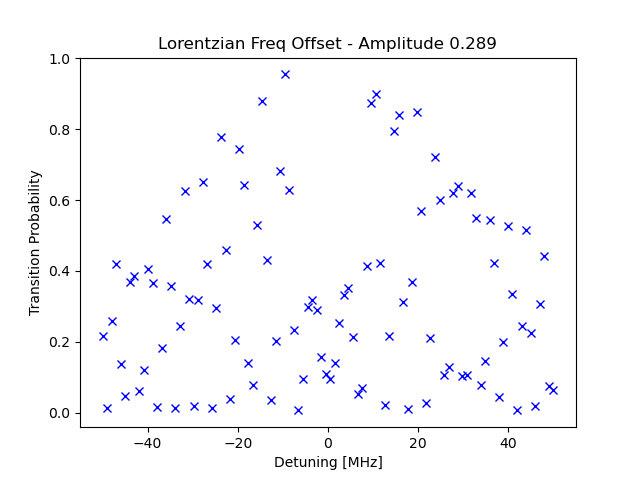 Lorentzian Freq Offset - Amplitude 0.289
1.0
0.8
0.6
0.4
0.2
0.0
Transition Probability
−40 −20 0 20 40
Detuning [MHz]